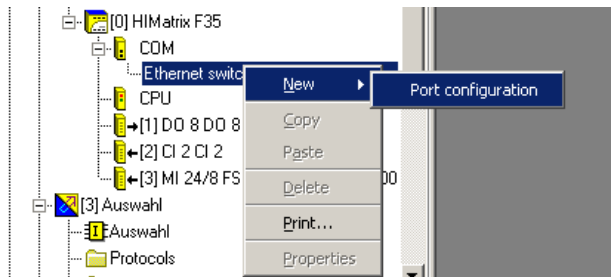 [0] HIMatrix F35
COM
Ethernet switc
New
Port configuration
CPU
Copy
[1] DO 8 DO 8
Paste
[2] CI 2 CI 2
Delete
[3] MI 24/8 FS 00
[3] Auswahl
Print...
Auswahl
Protocols
Properties